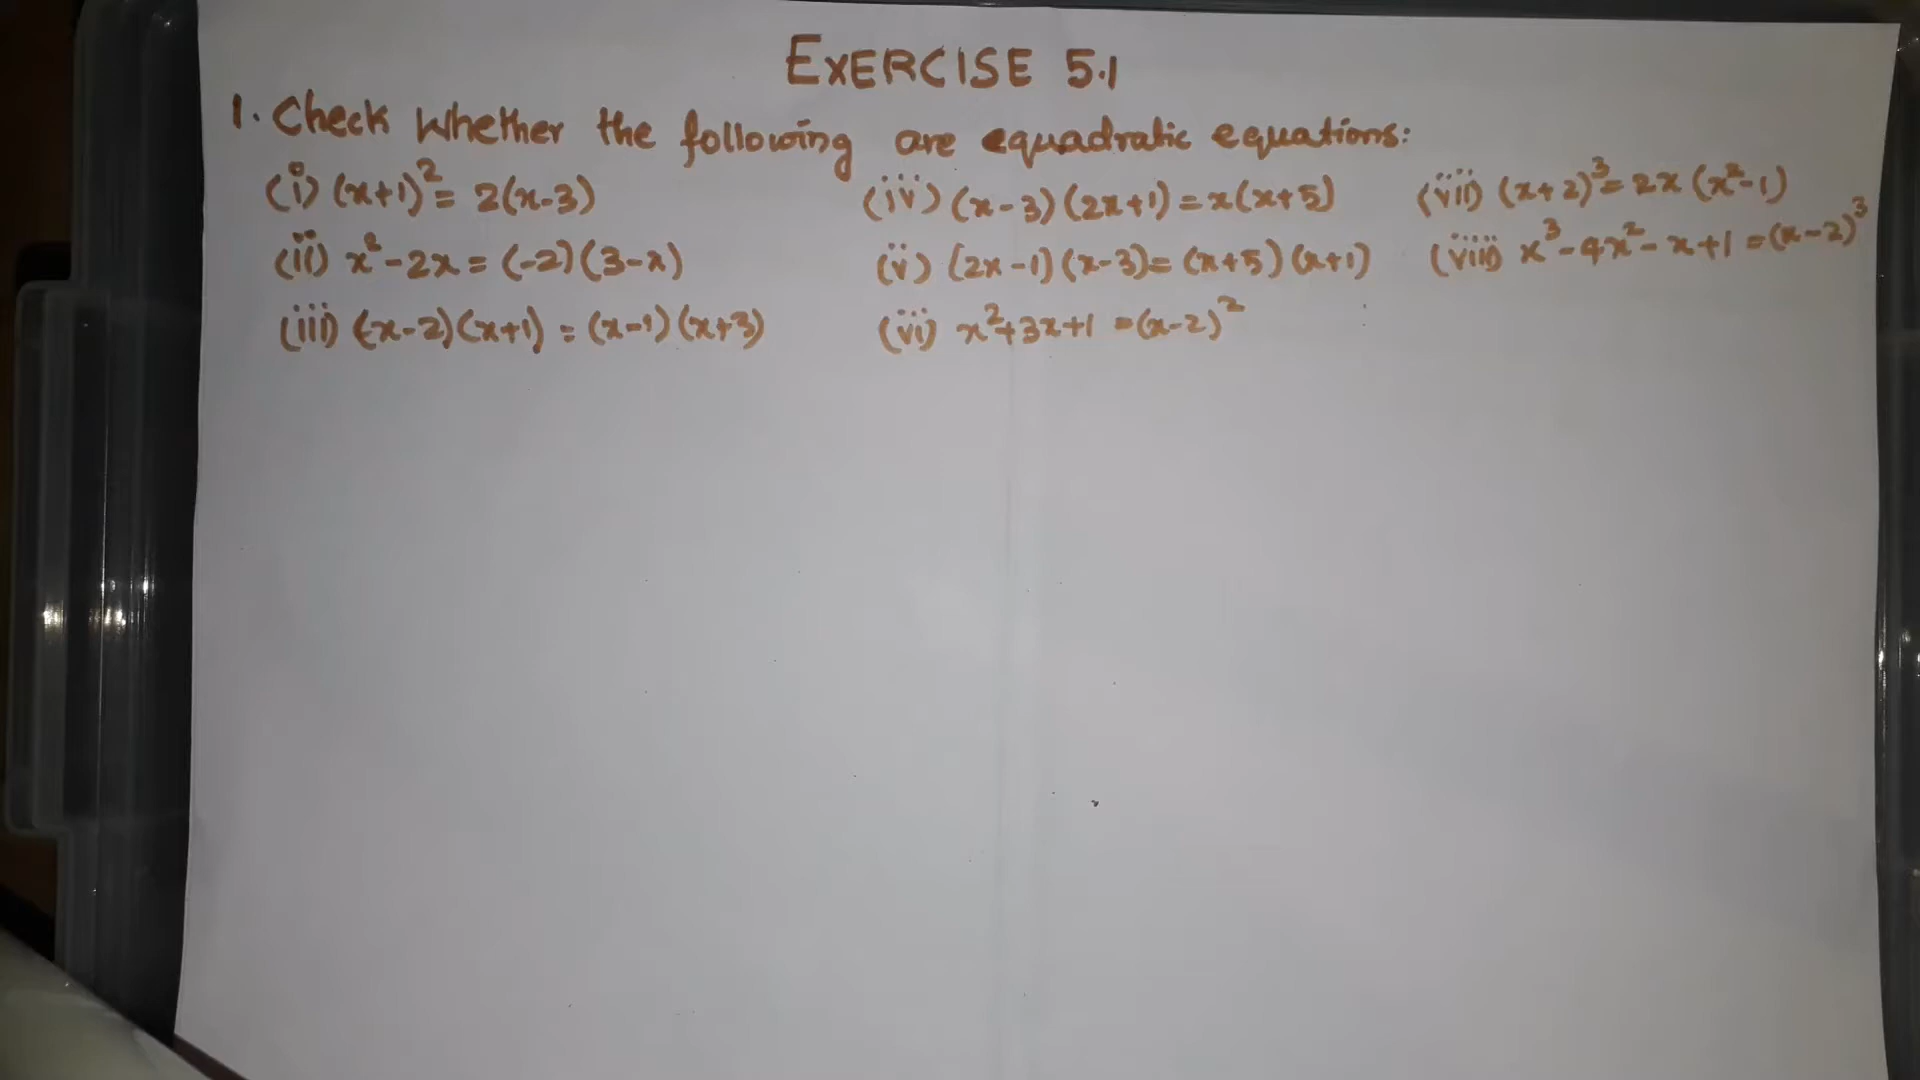 EXERCISE 5.1
1. Check whether the following are equadratic equations:
(i) (x+1)² = 2(x-3)
(ii) x² - 2x = (-2)(3-x)
(iii) (x-2)(x+1) = (x-1)(x+3)
(iv) (x-3)(2x+1) = x(x+5)
(v) (2x-1)(x-3) = (x+5)(x+1)
(vi) x²+3x+1 = (x-2)²
(vii) (x+2)³ = 2x(x²-1)
(viii) x³-4x²-x+1 = (x-2)³